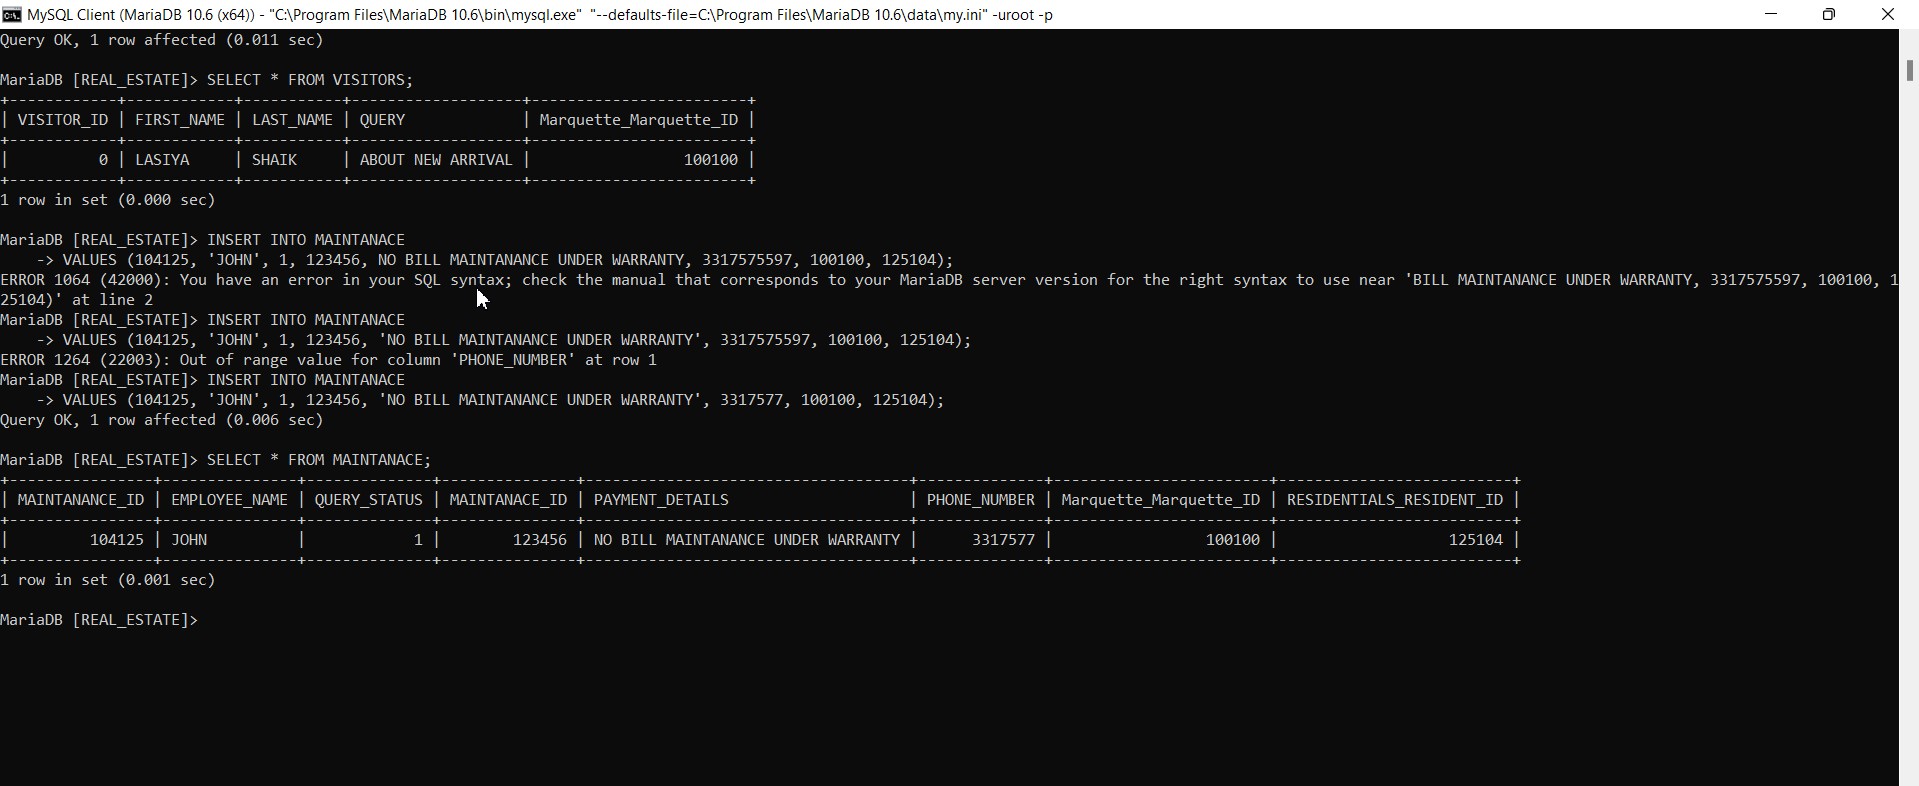 MySQL Client (MariaDB 10.6 (x64)) - "C:\Program Files\MariaDB 10.6\bin\mysql.exe"  "--defaults-file=C:\Program Files\MariaDB 10.6\data\my.ini" -uroot -p
Query OK, 1 row affected (0.011 sec)
MariaDB [REAL_ESTATE]> SELECT * FROM VISITORS;
+------------+------------+-----------+-------------------+------------------------+
| VISITOR_ID | FIRST_NAME | LAST_NAME | QUERY             | Marquette_Marquette_ID |
+------------+------------+-----------+-------------------+------------------------+
|          0 | LASIYA     | SHAIK     | ABOUT NEW ARRIVAL |                 100100 |
+------------+------------+-----------+-------------------+------------------------+
1 row in set (0.000 sec)
MariaDB [REAL_ESTATE]> INSERT INTO MAINTANACE
    -> VALUES (104125, 'JOHN', 1, 123456, NO BILL MAINTANANCE UNDER WARRANTY, 3317575597, 100100, 125104);
ERROR 1064 (42000): You have an error in your SQL syntax; check the manual that corresponds to your MariaDB server version for the right syntax to use near 'BILL MAINTANANCE UNDER WARRANTY, 3317575597, 100100, 1
25104)' at line 2
MariaDB [REAL_ESTATE]> INSERT INTO MAINTANACE
    -> VALUES (104125, 'JOHN', 1, 123456, 'NO BILL MAINTANANCE UNDER WARRANTY', 3317575597, 100100, 125104);
ERROR 1264 (22003): Out of range value for column 'PHONE_NUMBER' at row 1
MariaDB [REAL_ESTATE]> INSERT INTO MAINTANACE
    -> VALUES (104125, 'JOHN', 1, 123456, 'NO BILL MAINTANANCE UNDER WARRANTY', 3317577, 100100, 125104);
Query OK, 1 row affected (0.006 sec)
MariaDB [REAL_ESTATE]> SELECT * FROM MAINTANACE;
+----------------+---------------+--------------+---------------+------------------------------------+--------------+------------------------+--------------------------+
| MAINTANANCE_ID | EMPLOYEE_NAME | QUERY_STATUS | MAINTANACE_ID | PAYMENT_DETAILS                    | PHONE_NUMBER | Marquette_Marquette_ID | RESIDENTIALS_RESIDENT_ID |
+----------------+---------------+--------------+---------------+------------------------------------+--------------+------------------------+--------------------------+
|         104125 | JOHN          |            1 |        123456 | NO BILL MAINTANANCE UNDER WARRANTY |      3317577 |                 100100 |                   125104 |
+----------------+---------------+--------------+---------------+------------------------------------+--------------+------------------------+--------------------------+
1 row in set (0.001 sec)
MariaDB [REAL_ESTATE]>